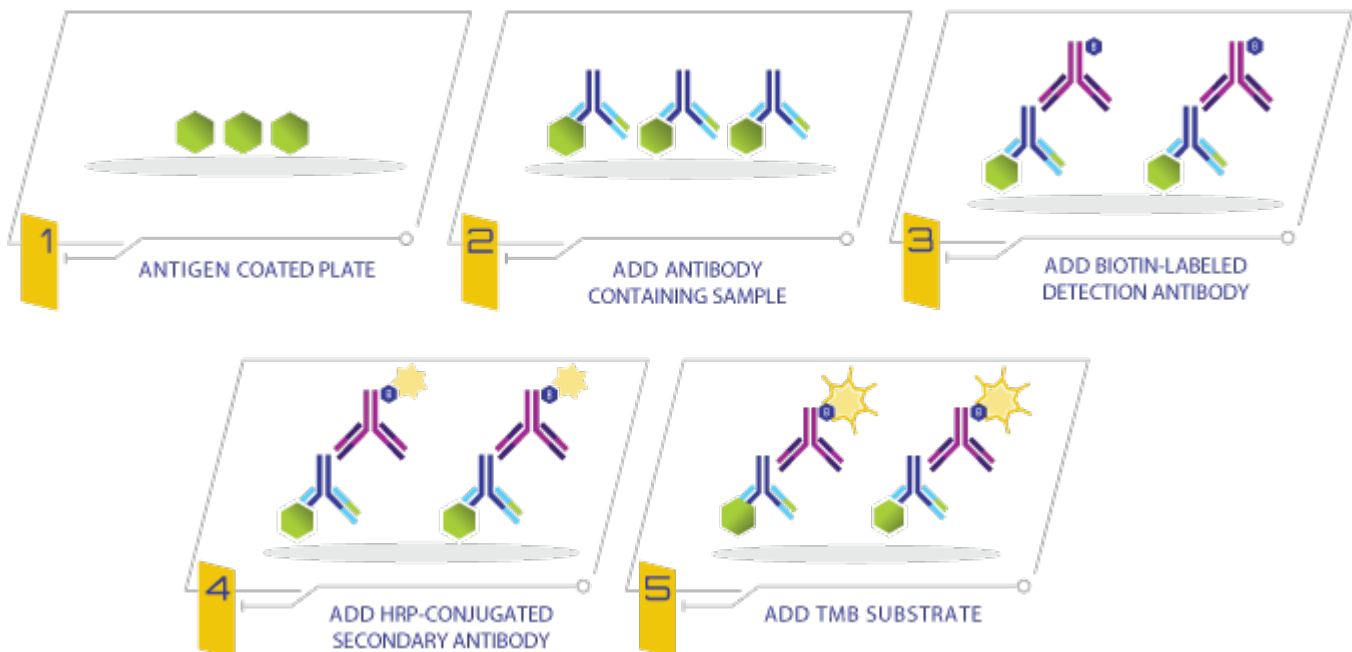 1
ANTIGEN COATED PLATE
2
ADD ANTIBODY
CONTAINING SAMPLE
B
B
3
ADD BIOTIN-LABELED
DETECTION ANTIBODY
B
B
4
ADD HRP-CONJUGATED
SECONDARY ANTIBODY
B
B
5
ADD TMB SUBSTRATE